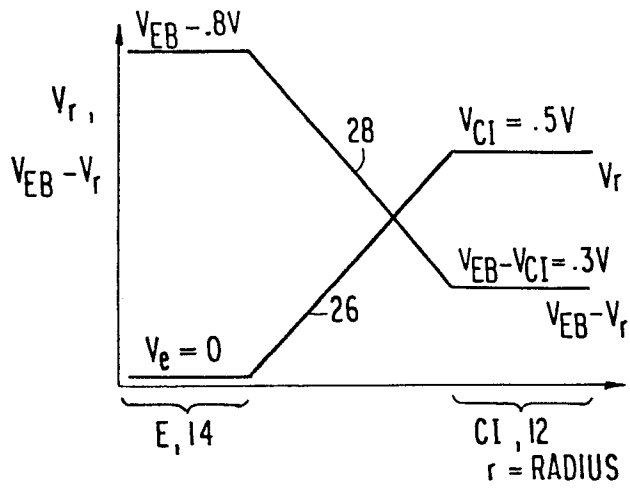 V_EB - .8V
V_r ,
V_EB - V_r
28
V_CI = .5V
V_r
V_EB - V_CI = .3V
V_EB - V_r
26
V_e = 0
E, 14
CI , 12
r = RADIUS